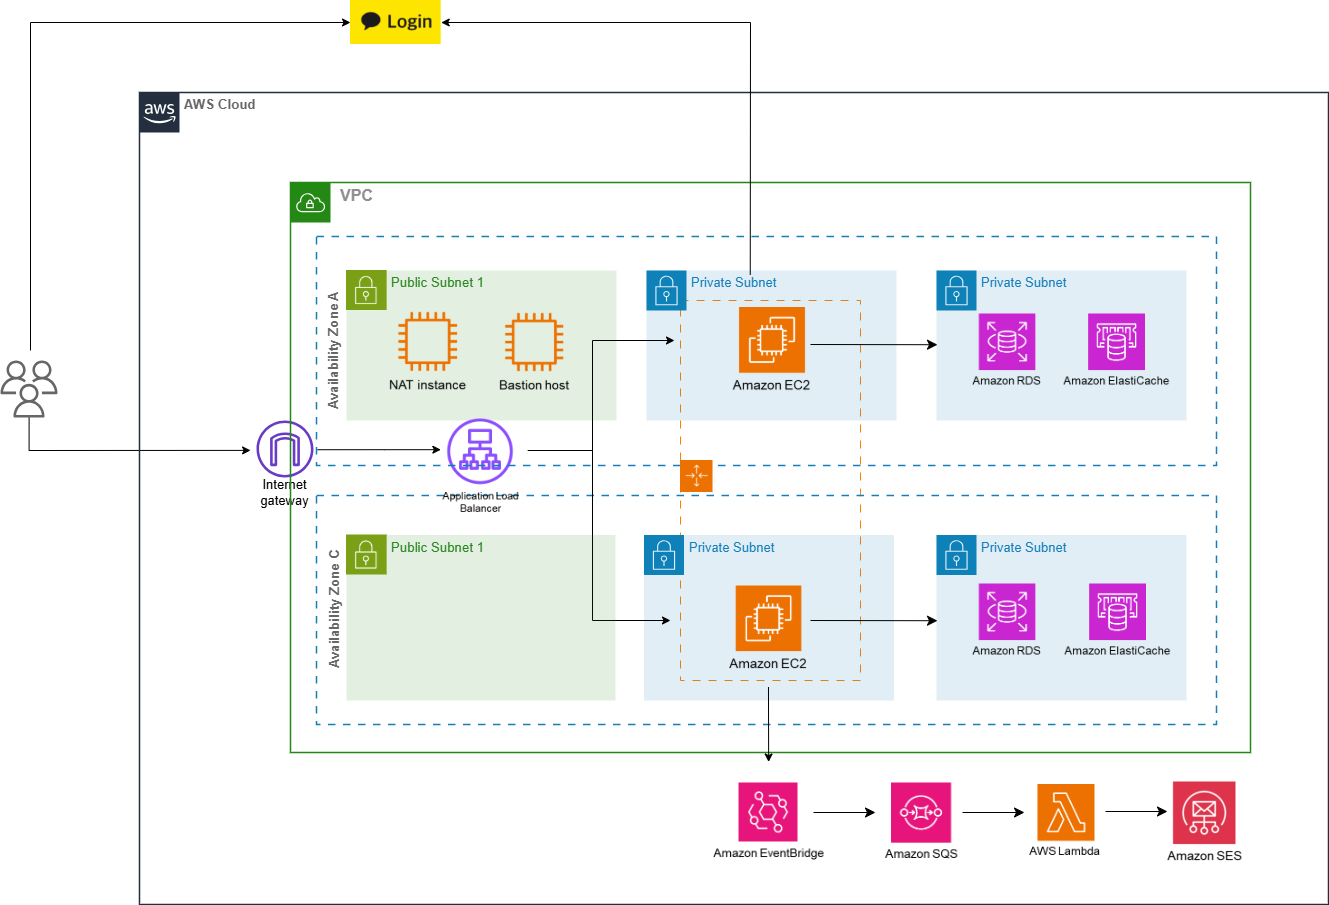 Login
aws
AWS Cloud
VPC
Availability Zone A
Public Subnet 1
NAT instance
Bastion host
Private Subnet
Amazon EC2
Private Subnet
Amazon RDS
Amazon ElastiCache
Internet
gateway
Application Load
Balancer
Availability Zone C
Public Subnet 1
Private Subnet
Amazon EC2
Private Subnet
Amazon RDS
Amazon ElastiCache
Amazon EventBridge
Amazon SQS
AWS Lambda
Amazon SES